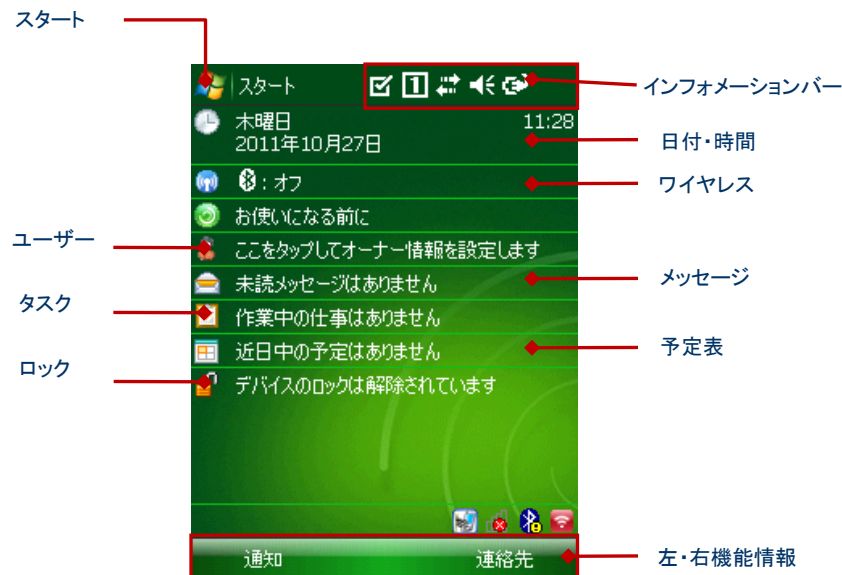 スタート
スタート
1
インフォメーションバー
木曜日 11:28
2011年10月27日
日付・時間
: オフ
ワイヤレス
お使いになる前に
ユーザー
ここをタップしてオーナー情報を設定します
未読メッセージはありません
メッセージ
タスク
作業中の仕事はありません
近日中の予定はありません
予定表
ロック
デバイスのロックは解除されています
通知 連絡先
左・右機能情報